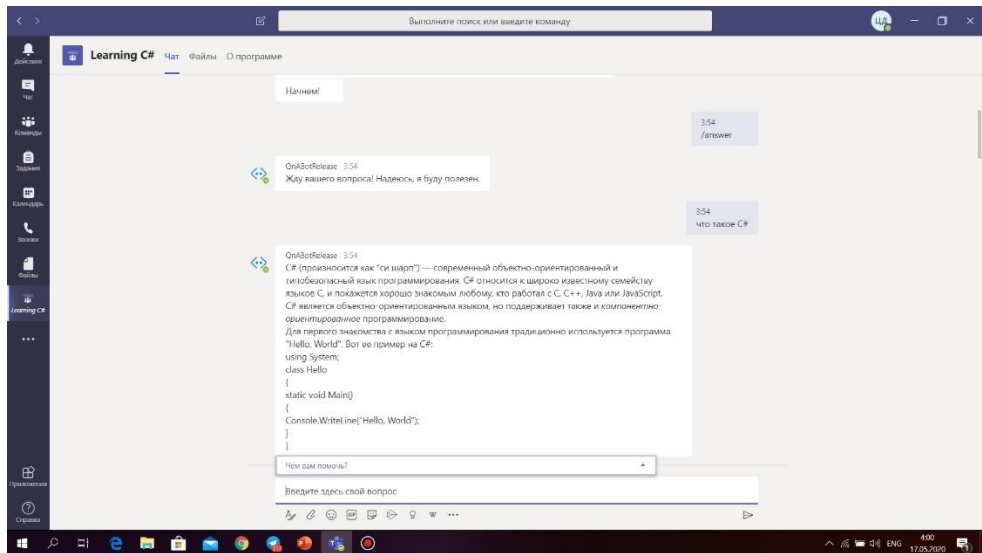 Выполните поиск или введите команду
ЦД
Действия
Чат
Команды
Задания
Календарь
Звонки
Файлы
Learning C#
Приложения
Справка
Learning C# Чат Файлы О программе
Начнем!
3:54
/answer
QnABotRelease 3:54
Жду вашего вопроса! Надеюсь, я буду полезен.
3:54
что такое C#
QnABotRelease 3:54
C# (произносится как "си шарп") — современный объектно-ориентированный и
типобезопасный язык программирования. C# относится к широко известному семейству
языков C, и покажется хорошо знакомым любому, кто работал с C, C++, Java или JavaScript.
C# является объектно-ориентированным языком, но поддерживает также и компонентно-
ориентированное программирование.
Для первого знакомства с языком программирования традиционно используется программа
"Hello, World". Вот ее пример на C#:
using System;
class Hello
{
static void Main()
{
Console.WriteLine("Hello, World");
}
}
Чем вам помочь?
Введите здесь свой вопрос
GIF
ENG
4:00
17.05.2020